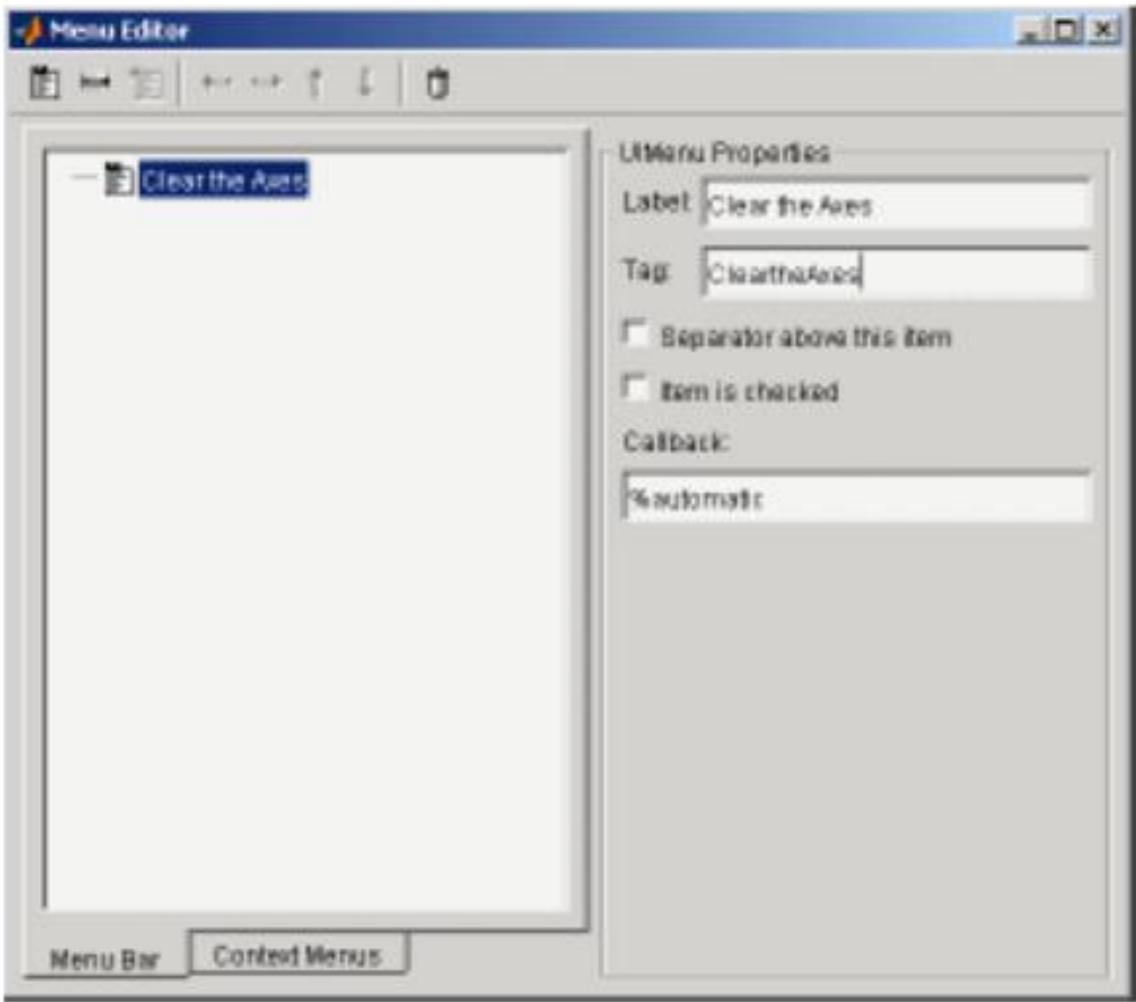 Menu Editor
Clear the Axes
UIMenu Properties
Label: Clear the Axes
Tag: CleartheAxes
Separator above this item
Item is checked
Callback:
%automatic
Menu Bar
Context Menus